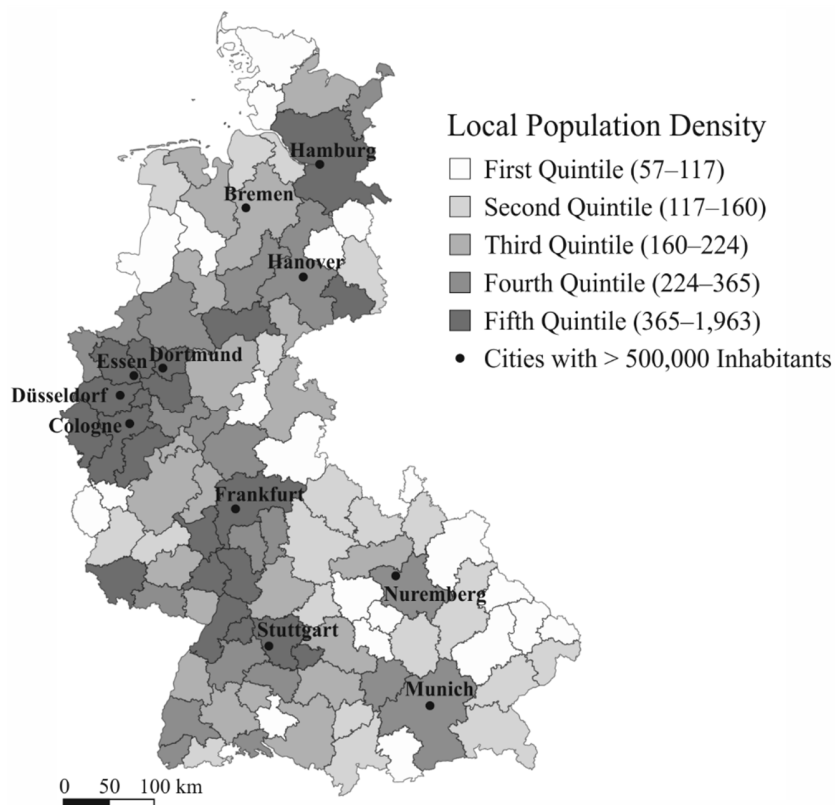 Local Population Density
First Quintile (57–117)
Second Quintile (117–160)
Third Quintile (160–224)
Fourth Quintile (224–365)
Fifth Quintile (365–1,963)
Cities with > 500,000 Inhabitants
Hamburg
Bremen
Hanover
Essen
Dortmund
Düsseldorf
Cologne
Frankfurt
Nuremberg
Stuttgart
Munich
0 50 100 km